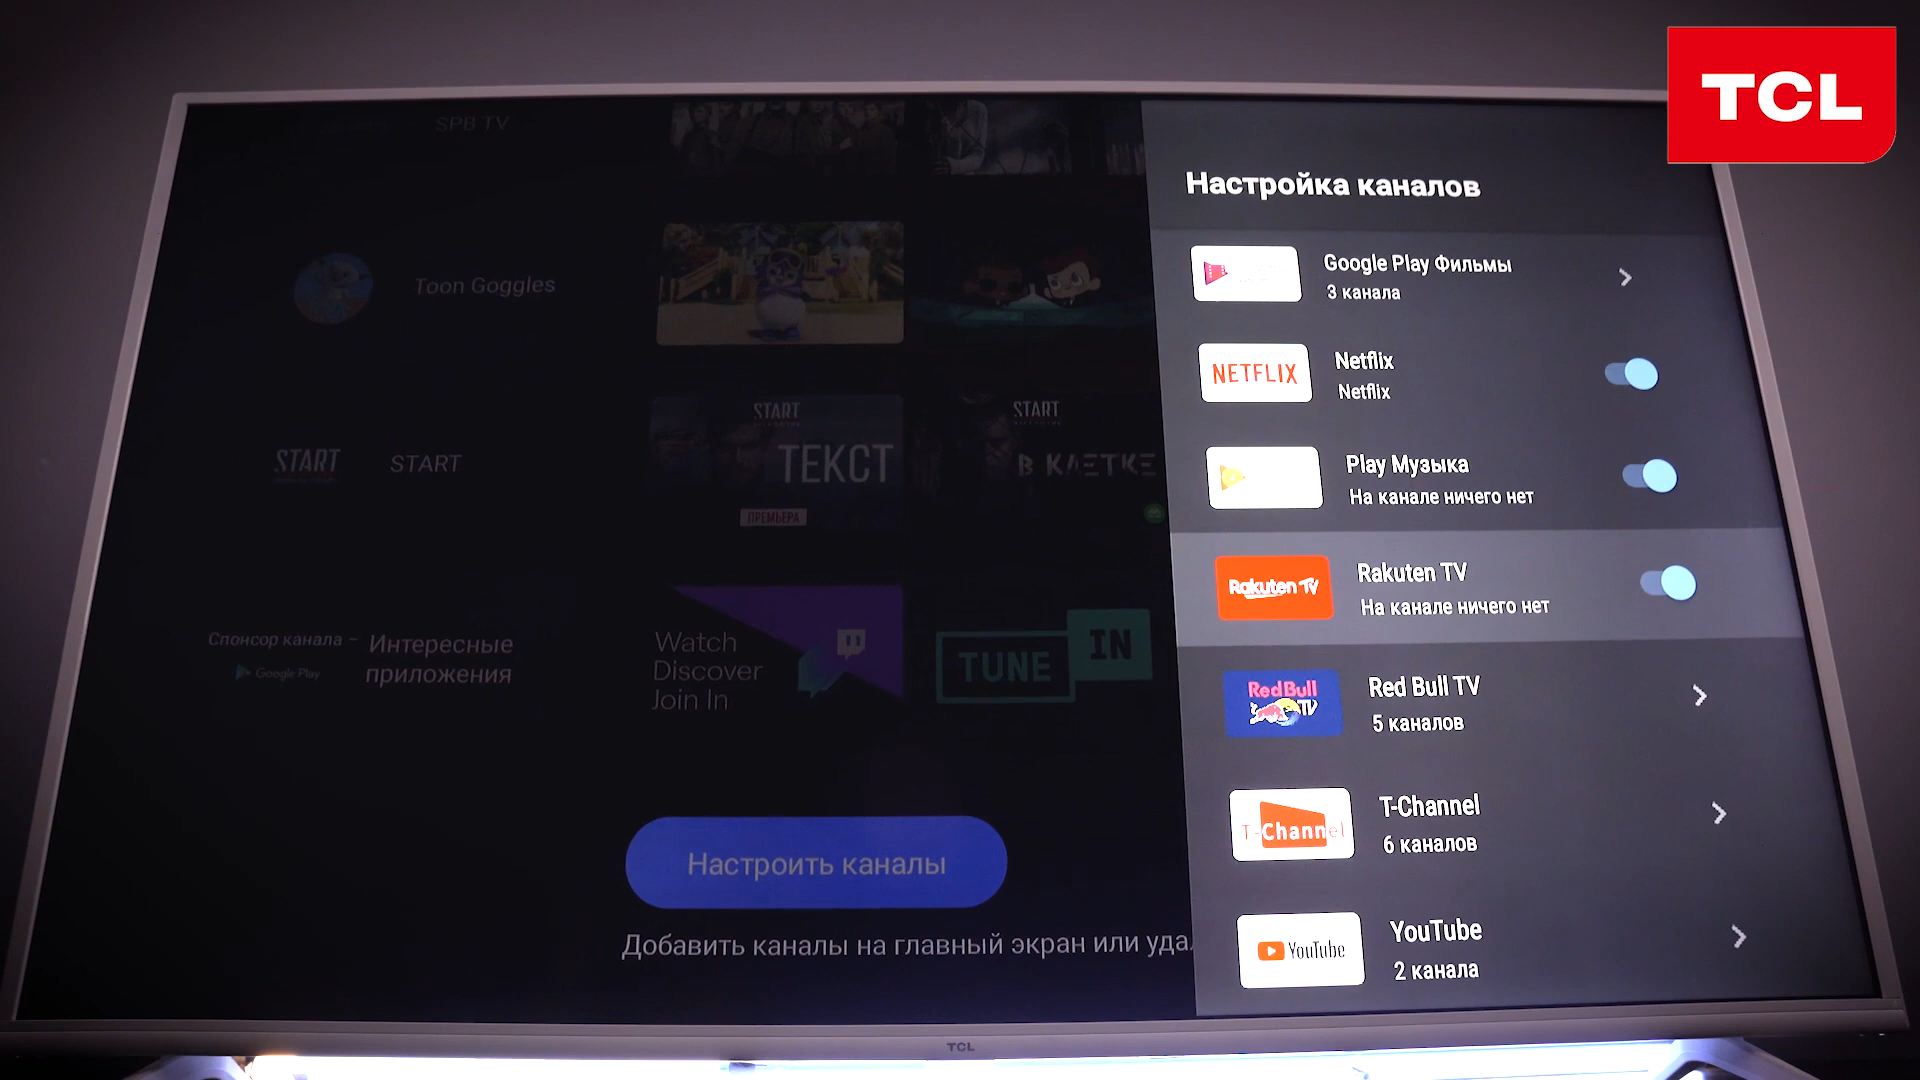 TCL
SPB TV
Toon Goggles
START
START
START
ТЕКСТ
ПРЕМЬЕРА
START
В КЛЕТКЕ
Спонсор канала –
Google Play
Интересные
приложения
Watch
Discover
Join In
TUNE
IN
Настроить каналы
Добавить каналы на главный экран или
Настройка каналов
Google Play Фильмы
3 канала
NETFLIX
Netflix
Netflix
Play Музыка
На канале ничего нет
Rakuten TV
Rakuten TV
На канале ничего нет
Red Bull
TV
Red Bull TV
5 каналов
T-Channel
T-Channel
6 каналов
YouTube
YouTube
2 канала
TCL